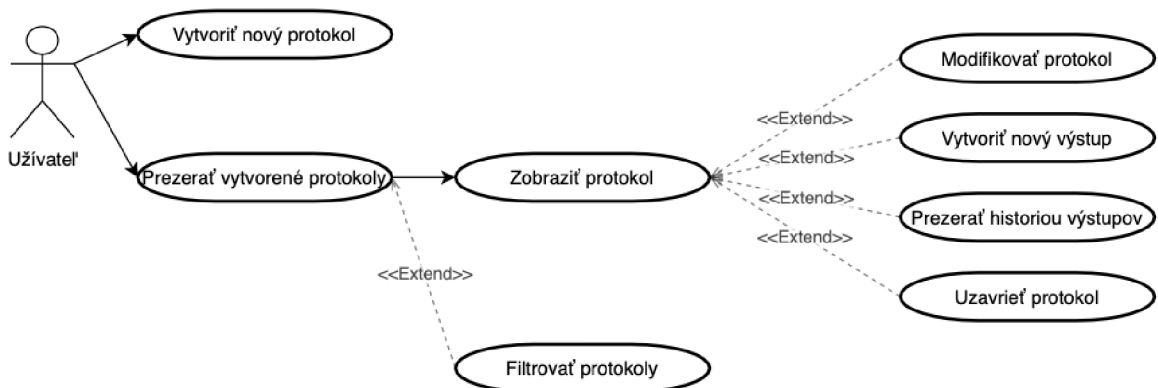 Vytvoriť nový protokol
Užívateľ
Prezerať vytvorené protokoly
Zobraziť protokol
Modifikovať protokol
<<Extend>>
Vytvoriť nový výstup
<<Extend>>
<<Extend>>
Prezerať historiou výstupov
<<Extend>>
Uzavrieť protokol
<<Extend>>
Filtrovať protokoly